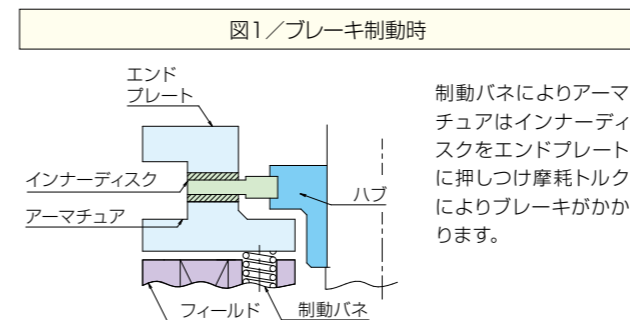 図1／ブレーキ制動時
エンド
プレート
インナーディスク
アーマチュア
ハブ
フィールド
制動バネ
制動バネによりアーマ
チュアはインナーディ
スクをエンドプレート
に押しつけ摩耗トルク
によりブレーキがかか
ります。